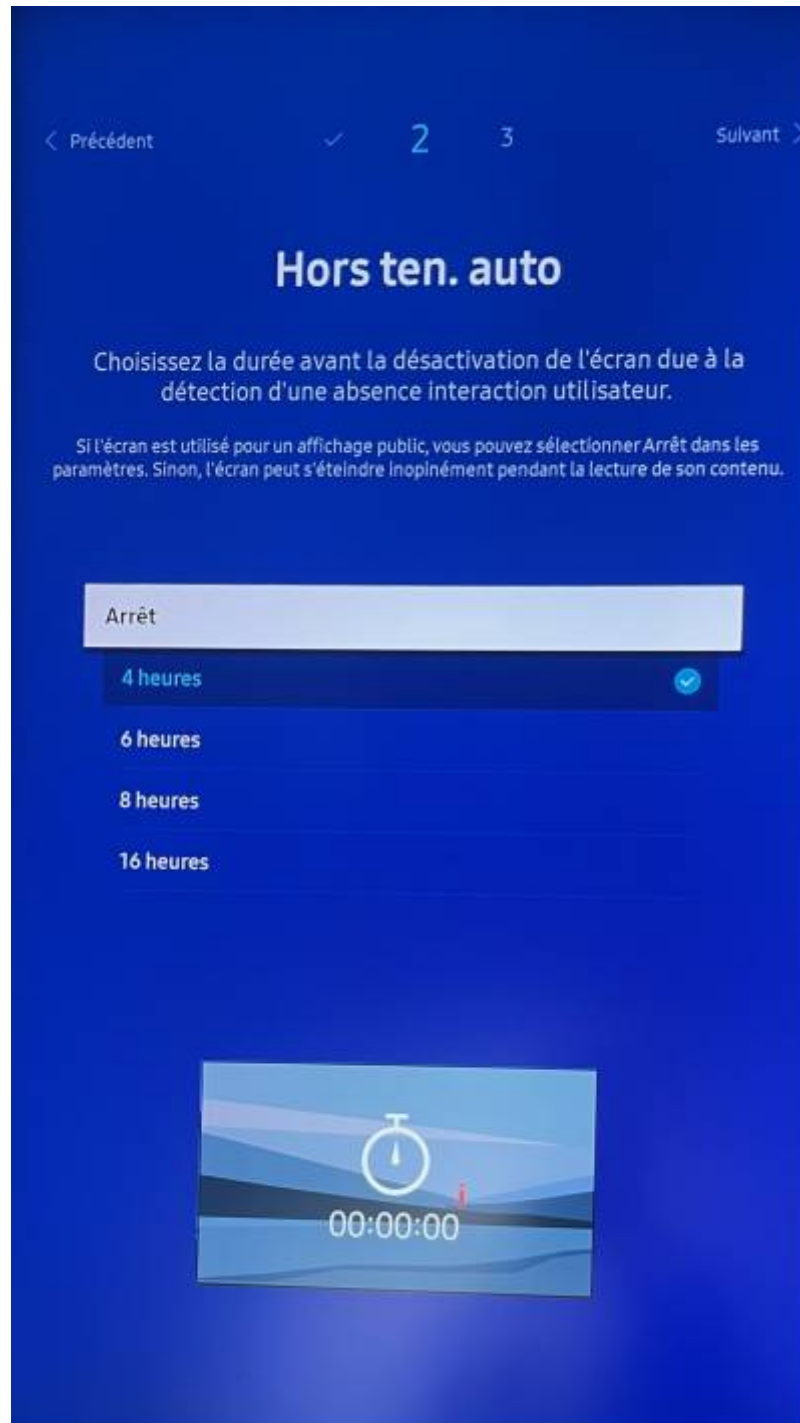 Précédent
2
3
Suivant
Hors ten. auto
Choisissez la durée avant la désactivation de l'écran due à la
détection d'une absence interaction utilisateur.
Si l'écran est utilisé pour un affichage public, vous pouvez sélectionner Arrêt dans les
paramètres. Sinon, l'écran peut s'éteindre inopinément pendant la lecture de son contenu.
Arrêt
4 heures
6 heures
8 heures
16 heures
i
00:00:00